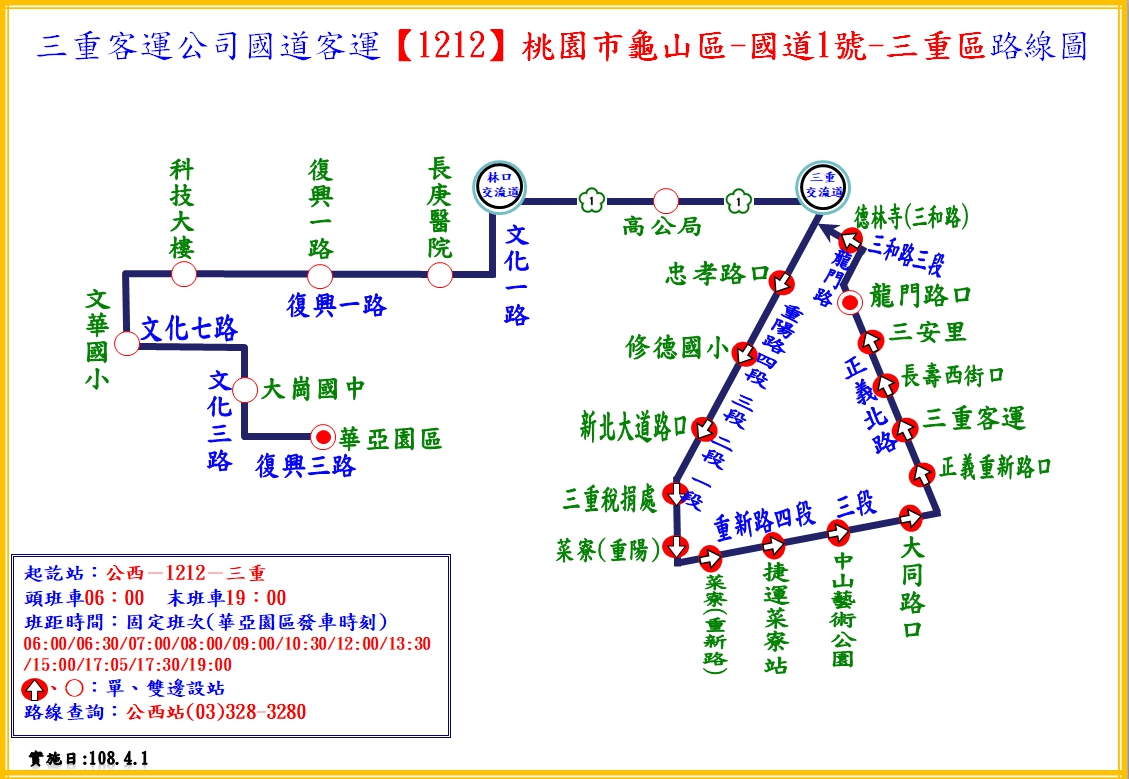 三重客運公司國道客運【1212】桃園市龜山區-國道1號-三重區路線圖
科技大樓
復興一路
長庚醫院
林口
交流道
1
高公局
1
三重
交流道
德林寺(三和路)
三和路三段
龍門路
文化一路
忠孝路口
龍門路口
文華國小
文化七路
復興一路
重陽路四段 三段 二段 一段
三安里
修德國小
正義北路
長壽西街口
文化三路
大崗國中
新北大道路口
三重客運
華亞園區
復興三路
正義重新路口
三重稅捐處
重新路四段 三段
菜寮(重陽)
菜寮(重新路)
捷運菜寮站
中山藝術公園
大同路口
起訖站：公西－1212－三重
頭班車06：00 末班車19：00
班距時間：固定班次(華亞園區發車時刻)
06:00/06:30/07:00/08:00/09:00/10:30/12:00/13:30
/15:00/17:05/17:30/19:00
、○：單、雙邊設站
路線查詢：公西站(03)328-3280
實施日:108.4.1